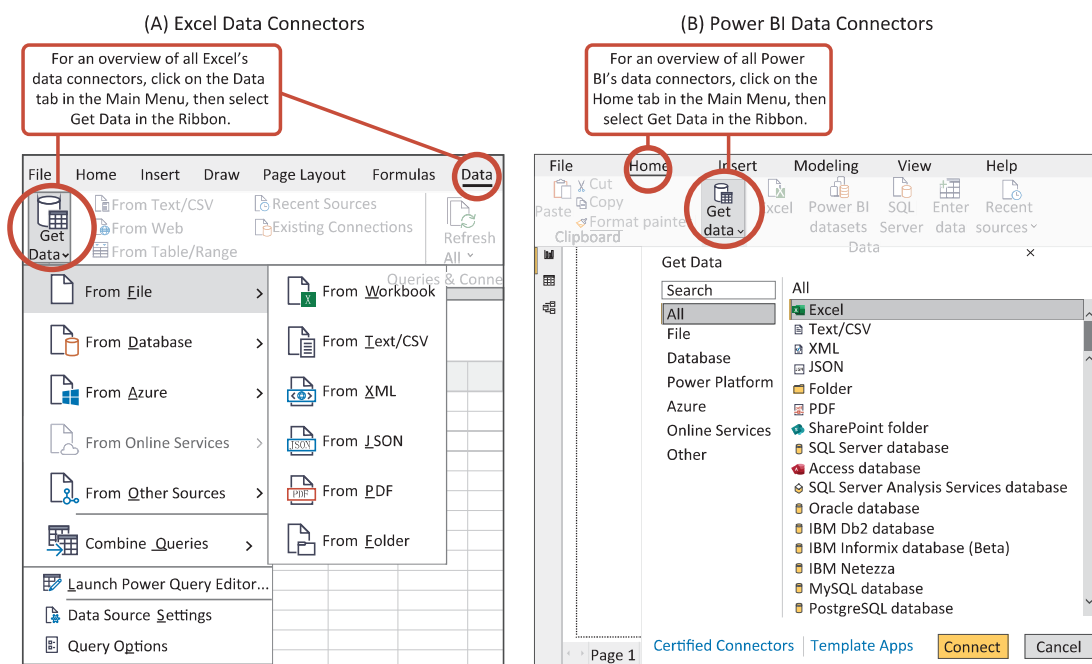 (A) Excel Data Connectors
For an overview of all Excel's
data connectors, click on the Data
tab in the Main Menu, then select
Get Data in the Ribbon.
File Home Insert Draw Page Layout Formulas Data
Get
Data
From Text/CSV
From Web
From Table/Range
Recent Sources
Existing Connections
Refresh
All
Queries & Conne
From File
From Database
From Azure
From Online Services
From Other Sources
Combine Queries
Launch Power Query Editor...
Data Source Settings
Query Options
From Workbook
From Text/CSV
From XML
JSON
From JSON
PDF
From PDF
From Folder
(B) Power BI Data Connectors
For an overview of all Power
BI's data connectors, click on the
Home tab in the Main Menu, then
select Get Data in the Ribbon.
File Home Insert Modeling View Help
Paste
Cut
Copy
Format painte
Clipboard
Get
data
xcel
Power BI
datasets
SQL
Server
Enter
data
Recent
sources
Data
Get Data
Search
All
File
Database
Power Platform
Azure
Online Services
Other
All
Excel
Text/CSV
XML
JSON
Folder
PDF
SharePoint folder
SQL Server database
Access database
SQL Server Analysis Services database
Oracle database
IBM Db2 database
IBM Informix database (Beta)
IBM Netezza
MySQL database
PostgreSQL database
Certified Connectors Template Apps Connect Cancel
Page 1